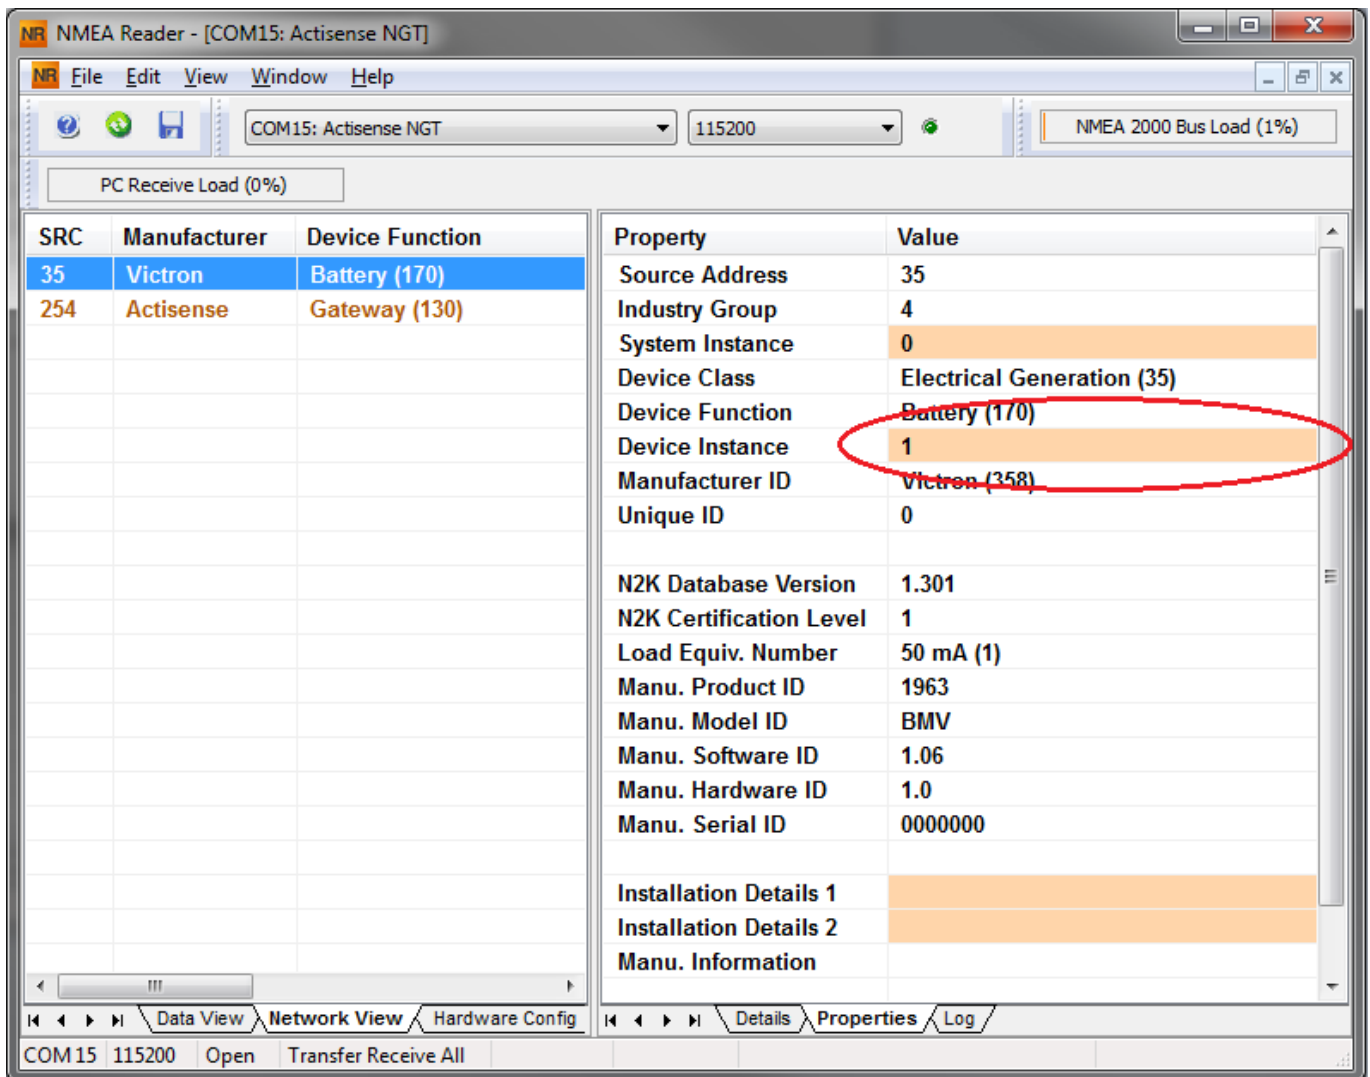 NR NMEA Reader - [COM15: Actisense NGT]
NR File Edit View Window Help
COM15: Actisense NGT 115200 NMEA 2000 Bus Load (1%)
PC Receive Load (0%)
SRC Manufacturer Device Function Property Value
35 Victron Battery (170) Source Address 35
254 Actisense Gateway (130) Industry Group 4
System Instance 0
Device Class Electrical Generation (35)
Device Function Battery (170)
Device Instance 1
Manufacturer ID Victron (358)
Unique ID 0
N2K Database Version 1.301
N2K Certification Level 1
Load Equiv. Number 50 mA (1)
Manu. Product ID 1963
Manu. Model ID BMV
Manu. Software ID 1.06
Manu. Hardware ID 1.0
Manu. Serial ID 0000000
Installation Details 1
Installation Details 2
Manu. Information
Data View Network View Hardware Config Details Properties Log
COM 15 115200 Open Transfer Receive All